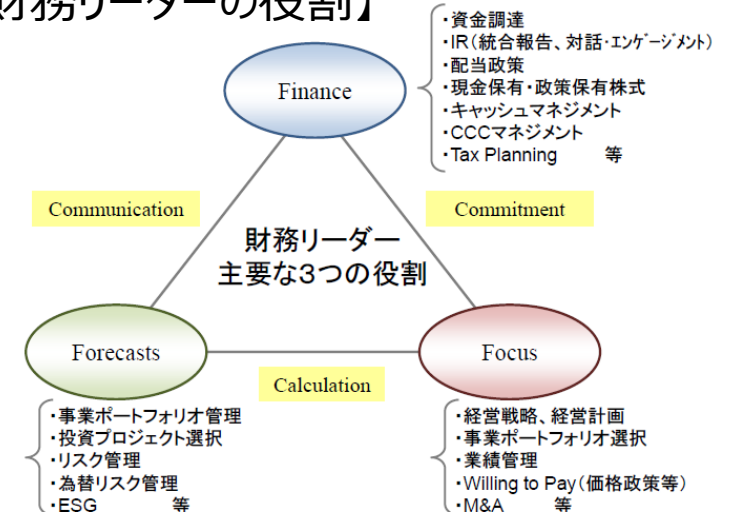 財務リーダーの役割】
Finance
・資金調達
・IR（統合報告、対話・エンゲージメント）
・配当政策
・現金保有・政策保有株式
・キャッシュマネジメント
・CCCマネジメント
・Tax Planning 等
Communication
Commitment
財務リーダー
主要な3つの役割
Forecasts
Focus
Calculation
・事業ポートフォリオ管理
・投資プロジェクト選択
・リスク管理
・為替リスク管理
・ESG 等
・経営戦略、経営計画
・事業ポートフォリオ選択
・業績管理
・Willing to Pay（価格政策等）
・M&A 等